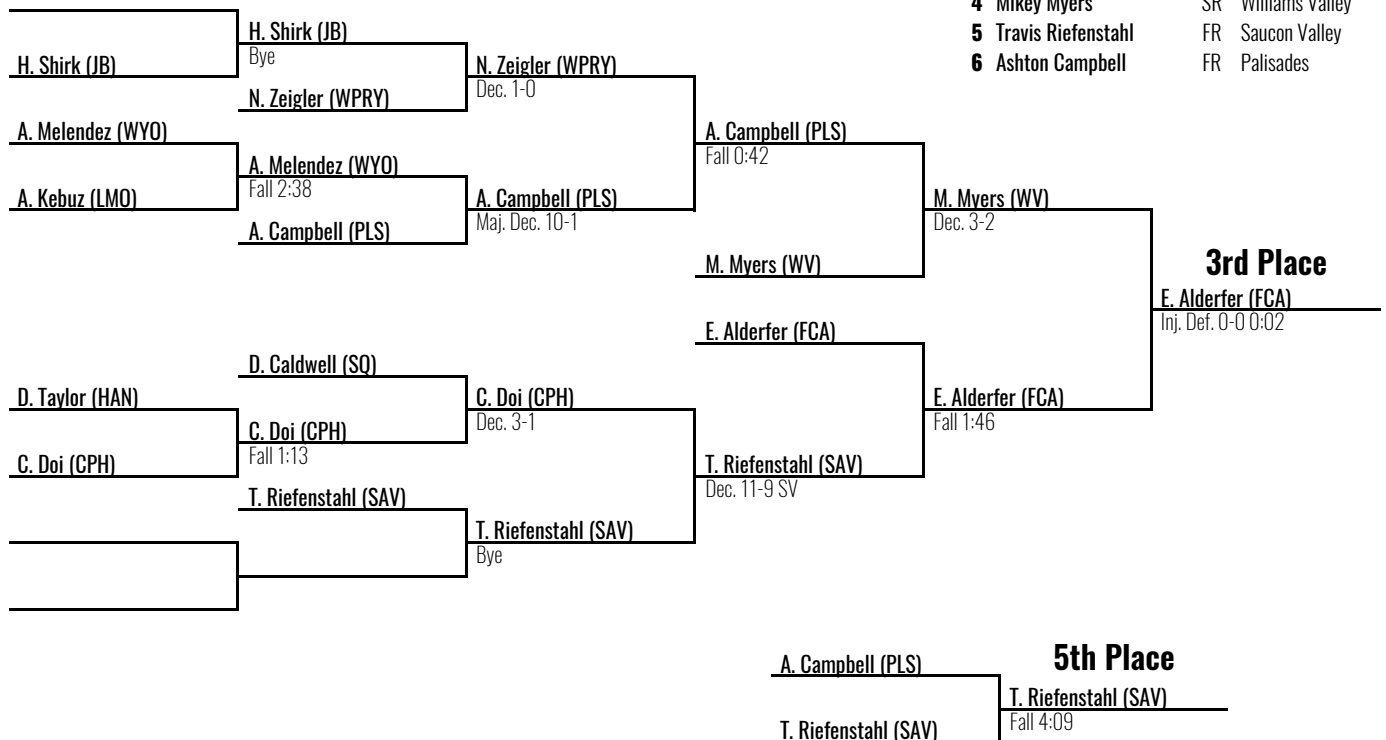 4 Mikey Myers SR Williams Valley
5 Travis Riefenstahl FR Saucon Valley
6 Ashton Campbell FR Palisades
H. Shirk (JB)
H. Shirk (JB)
Bye
N. Zeigler (WPRY)
N. Zeigler (WPRY)
Dec. 1-0
A. Melendez (WYO)
A. Kebuz (LMO)
A. Melendez (WYO)
Fall 2:38
A. Campbell (PLS)
A. Campbell (PLS)
Maj. Dec. 10-1
A. Campbell (PLS)
Fall 0:42
M. Myers (WV)
M. Myers (WV)
Dec. 3-2
3rd Place
E. Alderfer (FCA)
Inj. Def. 0-0 0:02
E. Alderfer (FCA)
E. Alderfer (FCA)
Fall 1:46
D. Caldwell (SQ)
D. Taylor (HAN)
C. Doi (CPH)
C. Doi (CPH)
Fall 1:13
C. Doi (CPH)
Dec. 3-1
T. Riefenstahl (SAV)
T. Riefenstahl (SAV)
Bye
T. Riefenstahl (SAV)
Dec. 11-9 SV
5th Place
A. Campbell (PLS)
T. Riefenstahl (SAV)
T. Riefenstahl (SAV)
Fall 4:09